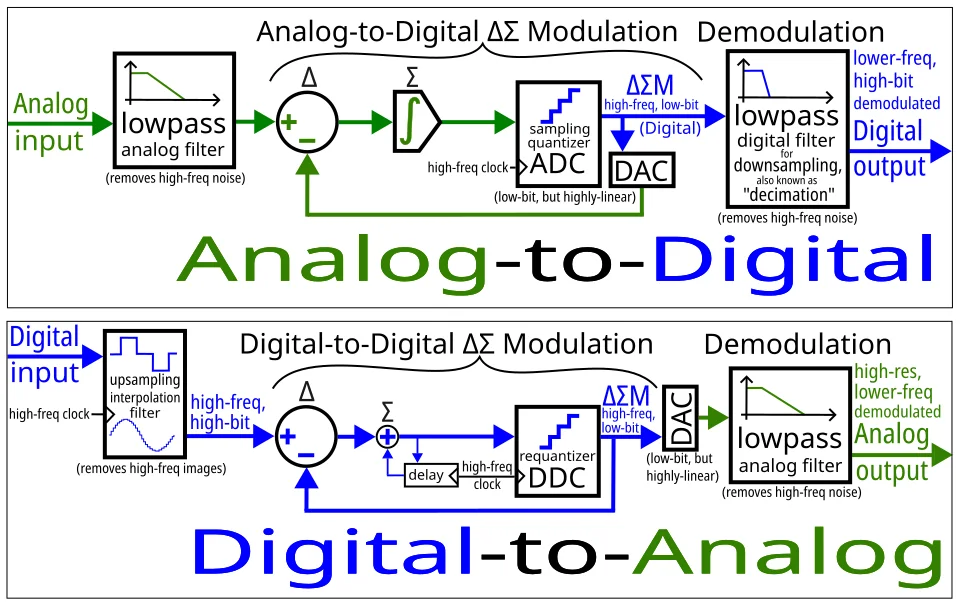 Analog-to-Digital ΔΣ Modulation
Demodulation
Analog
input
lowpass
analog filter
(removes high-freq noise)
Δ
+
−
Σ
∫
sampling
quantizer
ADC
high-freq clock
(low-bit, but highly-linear)
ΔΣM
high-freq, low-bit
(Digital)
DAC
lowpass
digital filter
for
downsampling,
also known as
"decimation"
(removes high-freq noise)
lower-freq,
high-bit
demodulated
Digital
output
Analog-to-Digital
Digital-to-Digital ΔΣ Modulation
Demodulation
Digital
input
upsampling
interpolation
filter
high-freq clock
(removes high-freq images)
high-freq,
high-bit
Δ
+
−
Σ
+
delay
high-freq
clock
requantizer
DDC
ΔΣM
high-freq,
low-bit
DAC
(low-bit, but
highly-linear)
lowpass
analog filter
(removes high-freq noise)
high-res,
lower-freq
demodulated
Analog
output
Digital-to-Analog